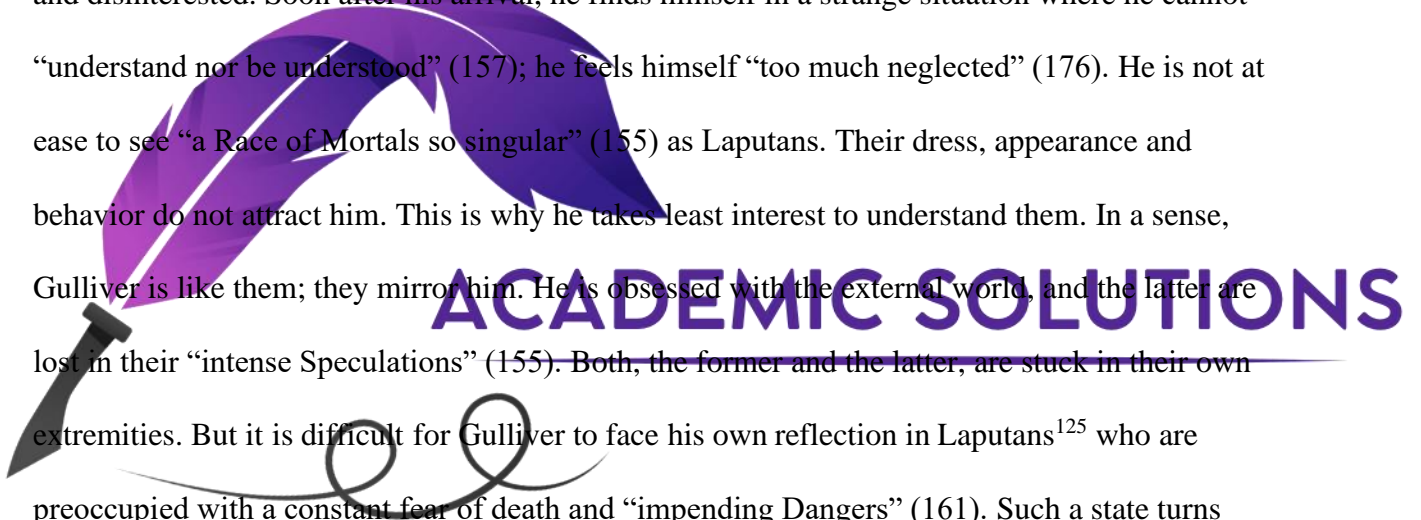 and disinterested. Soon after his arrival, he finds himself in a strange situation where he cannot
“understand nor be understood” (157); he feels himself “too much neglected” (176). He is not at
ease to see “a Race of Mortals so singular” (155) as Laputans. Their dress, appearance and
behavior do not attract him. This is why he takes least interest to understand them. In a sense,
Gulliver is like them; they mirror him. He is obsessed with the external world, and the latter are
ACADEMIC SOLUTIONS
lost in their “intense Speculations” (155). Both, the former and the latter, are stuck in their own
extremities. But it is difficult for Gulliver to face his own reflection in Laputans125 who are
preoccupied with a constant fear of death and “impending Dangers” (161). Such a state turns